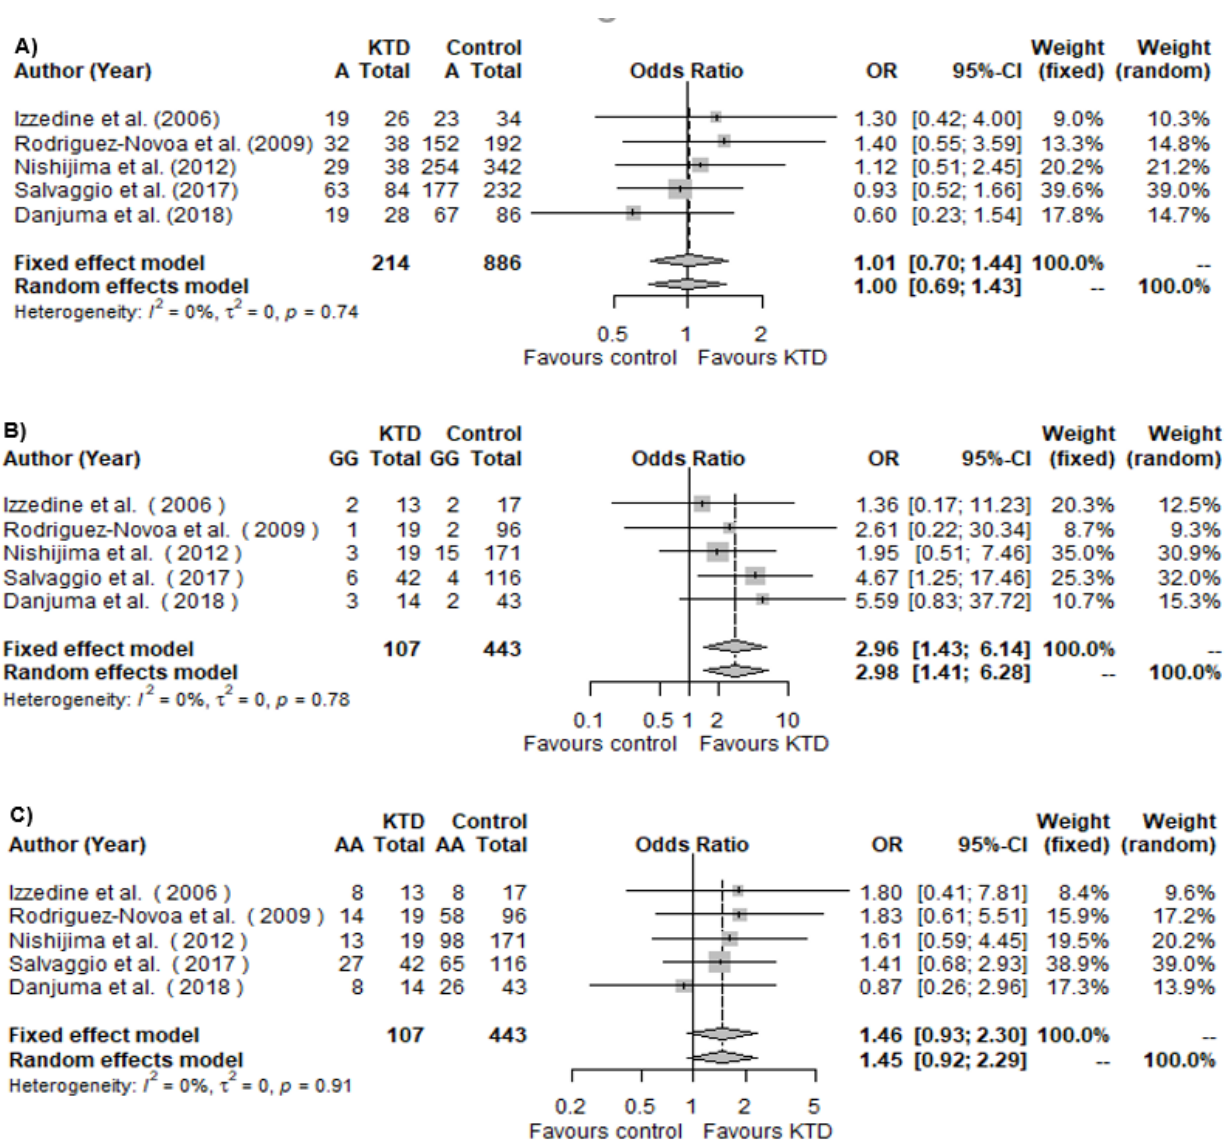 A) KTD Control Weight Weight
Author (Year) A Total A Total Odds Ratio OR 95%-CI (fixed) (random)
Izzedine et al. (2006) 19 26 23 34 1.30 [0.42; 4.00] 9.0% 10.3%
Rodriguez-Novoa et al. (2009) 32 38 152 192 1.40 [0.55; 3.59] 13.3% 14.8%
Nishijima et al. (2012) 29 38 254 342 1.12 [0.51; 2.45] 20.2% 21.2%
Salvaggio et al. (2017) 63 84 177 232 0.93 [0.52; 1.66] 39.6% 39.0%
Danjuma et al. (2018) 19 28 67 86 0.60 [0.23; 1.54] 17.8% 14.7%
Fixed effect model 214 886 1.01 [0.70; 1.44] 100.0% --
Random effects model 1.00 [0.69; 1.43] -- 100.0%
Heterogeneity: I² = 0%, τ² = 0, p = 0.74
0.5 1 2
Favours control Favours KTD
B) KTD Control Weight Weight
Author (Year) GG Total GG Total Odds Ratio OR 95%-CI (fixed) (random)
Izzedine et al. ( 2006 ) 2 13 2 17 1.36 [0.17; 11.23] 20.3% 12.5%
Rodriguez-Novoa et al. ( 2009 ) 1 19 2 96 2.61 [0.22; 30.34] 8.7% 9.3%
Nishijima et al. ( 2012 ) 3 19 15 171 1.95 [0.51; 7.46] 35.0% 30.9%
Salvaggio et al. ( 2017 ) 6 42 4 116 4.67 [1.25; 17.46] 25.3% 32.0%
Danjuma et al. ( 2018 ) 3 14 2 43 5.59 [0.83; 37.72] 10.7% 15.3%
Fixed effect model 107 443 2.96 [1.43; 6.14] 100.0% --
Random effects model 2.98 [1.41; 6.28] -- 100.0%
Heterogeneity: I² = 0%, τ² = 0, p = 0.78
0.1 0.5 1 2 10
Favours control Favours KTD
C) KTD Control Weight Weight
Author (Year) AA Total AA Total Odds Ratio OR 95%-CI (fixed) (random)
Izzedine et al. ( 2006 ) 8 13 8 17 1.80 [0.41; 7.81] 8.4% 9.6%
Rodriguez-Novoa et al. ( 2009 ) 14 19 58 96 1.83 [0.61; 5.51] 15.9% 17.2%
Nishijima et al. ( 2012 ) 13 19 98 171 1.61 [0.59; 4.45] 19.5% 20.2%
Salvaggio et al. ( 2017 ) 27 42 65 116 1.41 [0.68; 2.93] 38.9% 39.0%
Danjuma et al. ( 2018 ) 8 14 26 43 0.87 [0.26; 2.96] 17.3% 13.9%
Fixed effect model 107 443 1.46 [0.93; 2.30] 100.0% --
Random effects model 1.45 [0.92; 2.29] -- 100.0%
Heterogeneity: I² = 0%, τ² = 0, p = 0.91
0.2 0.5 1 2 5
Favours control Favours KTD